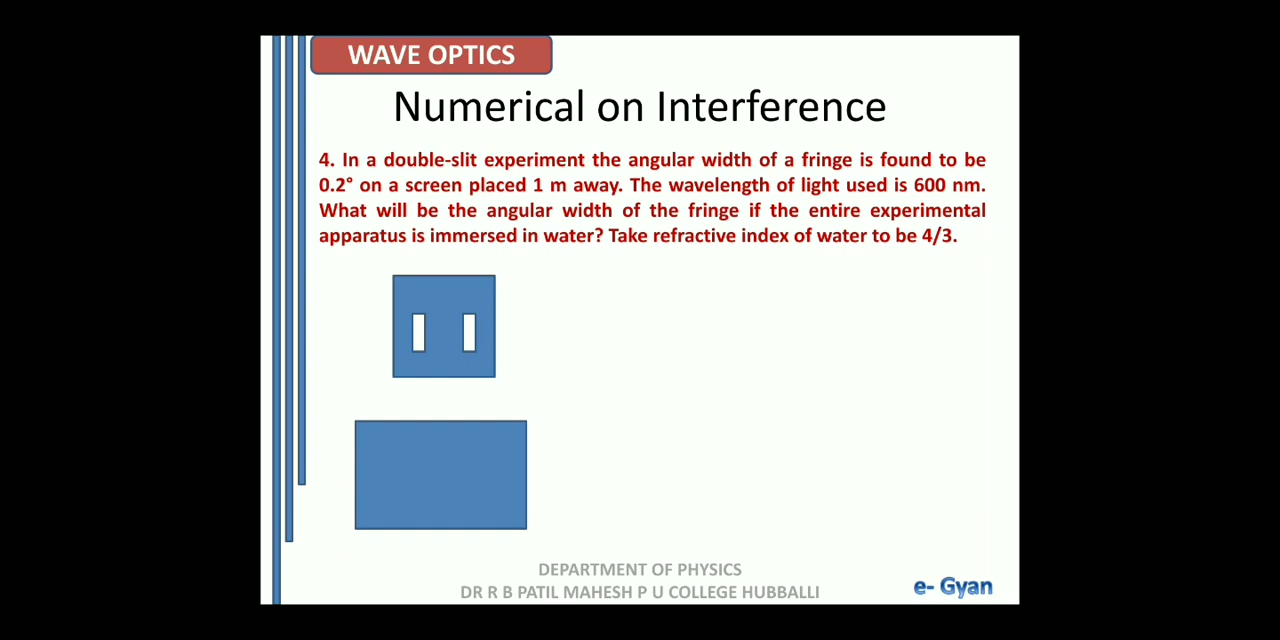 WAVE OPTICS
Numerical on Interference
4. In a double-slit experiment the angular width of a fringe is found to be
0.2° on a screen placed 1 m away. The wavelength of light used is 600 nm.
What will be the angular width of the fringe if the entire experimental
apparatus is immersed in water? Take refractive index of water to be 4/3.
DEPARTMENT OF PHYSICS
DR R B PATIL MAHESH P U COLLEGE HUBBALLI
e- Gyan